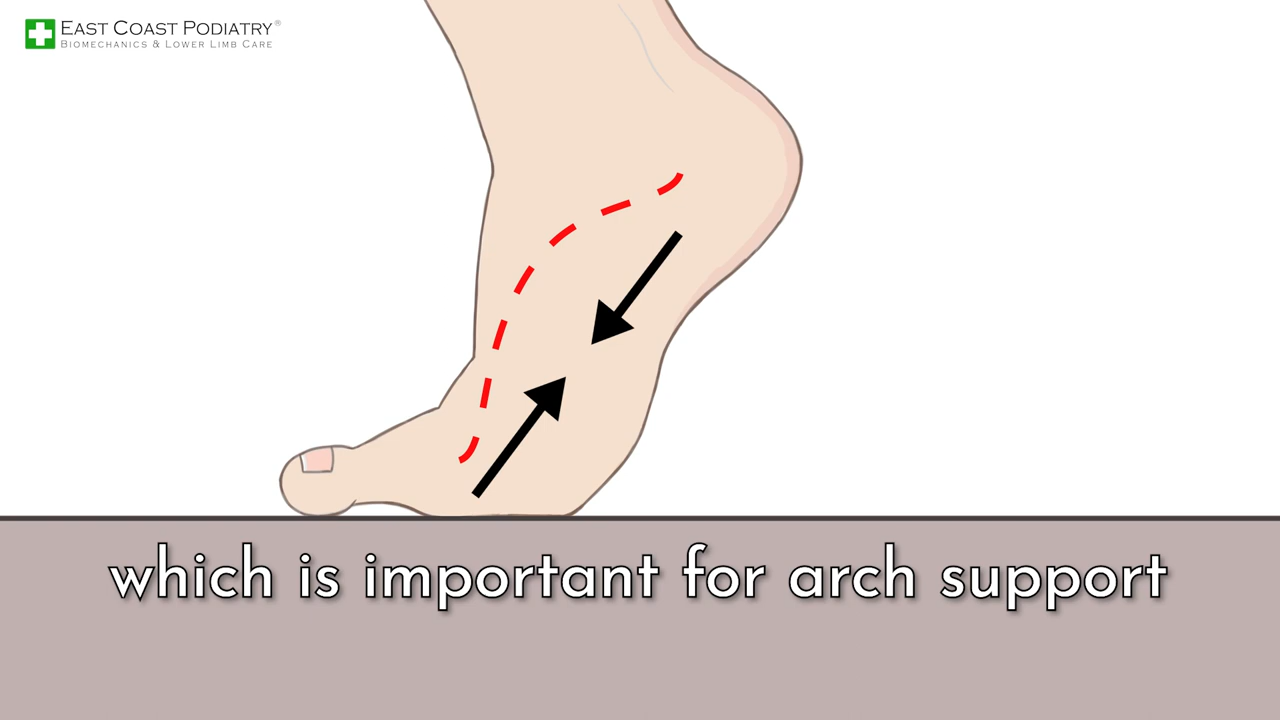 EAST COAST PODIATRY®
BIOMECHANICS & LOWER LIMB CARE
which is important for arch support